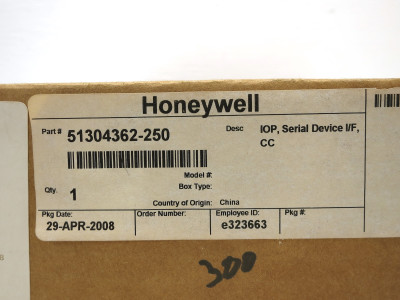 Honeywell
Part # 51304362-250
Desc IOP, Serial Device I/F,
CC
Model #:
Box Type:
Qty. 1
Country of Origin: China
Pkg Date: Order Number: Employee ID: Pkg #:
29-APR-2008 e323663
300